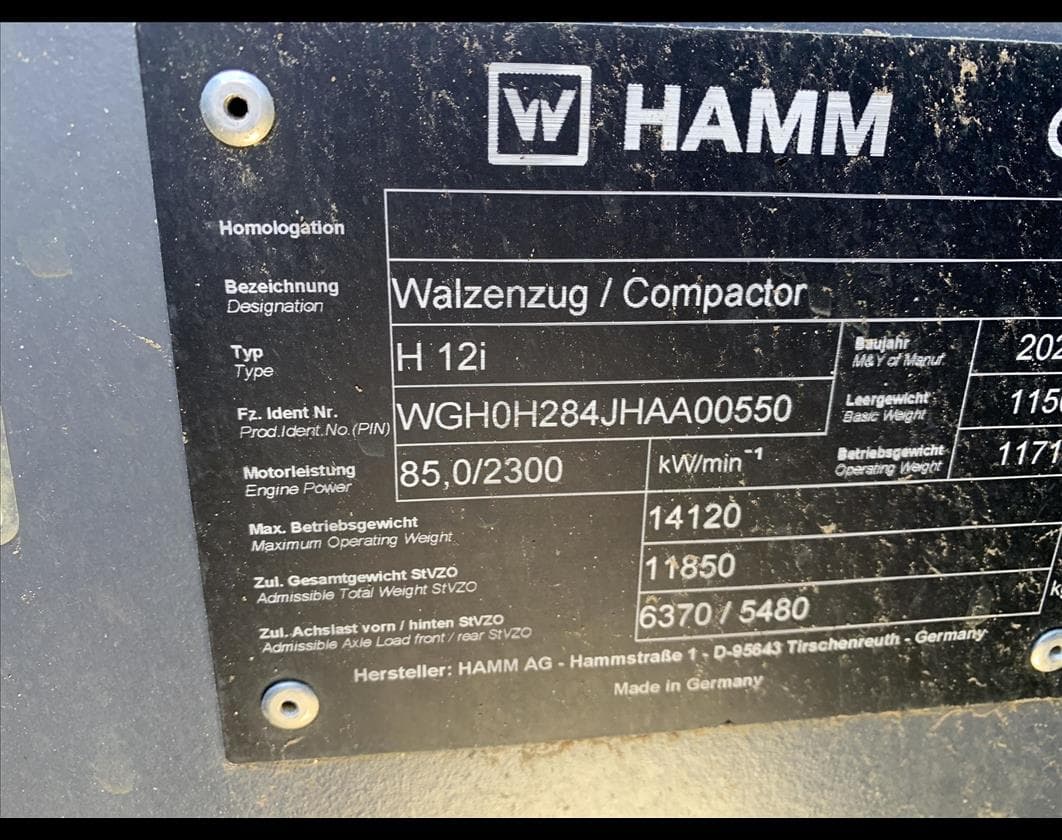 W HAMM
Homologation
Bezeichnung
Designation
Walzenzug / Compactor
Typ
Type
H 12i
Baujahr
M&Y of Manuf.
202
Fz. Ident Nr.
Prod.Ident.No.(PIN)
WGH0H284JHAA00550
Leergewicht
Basic Weight
115
Motorleistung
Engine Power
85,0/2300
kW/min⁻¹
Betriebsgewicht
Operating Weight
1171
Max. Betriebsgewicht
Maximum Operating Weight
14120
Zul. Gesamtgewicht StVZO
Admissible Total Weight StVZO
11850
Zul. Achslast vorn / hinten StVZO
Admissible Axle Load front / rear StVZO
6370 / 5480
Hersteller: HAMM AG - Hammstraße 1 - D-95643 Tirschenreuth - Germany
Made in Germany